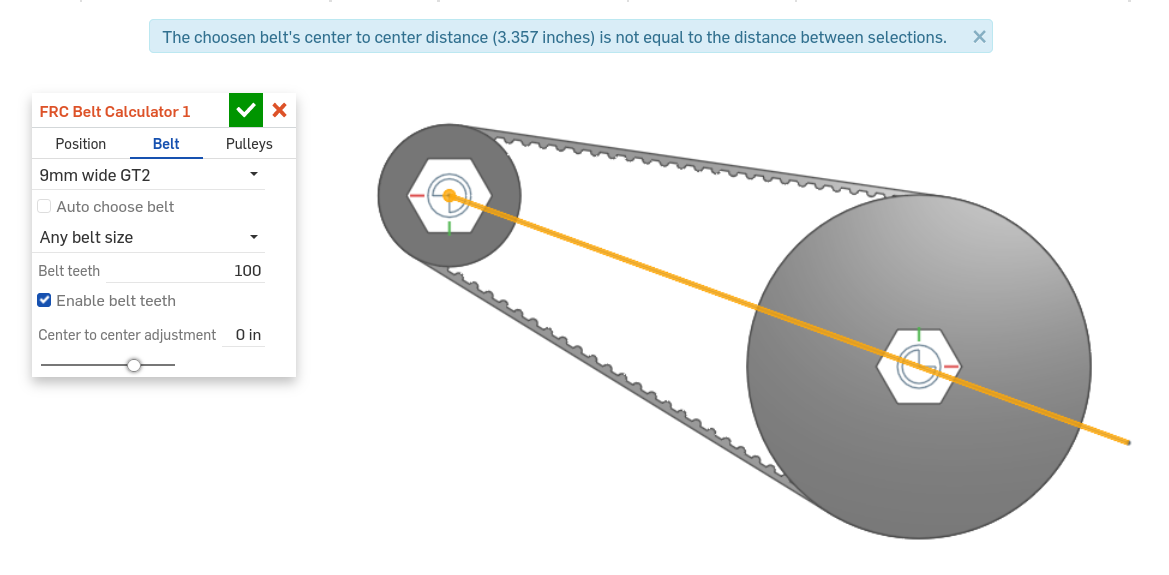 The choosen belt's center to center distance (3.357 inches) is not equal to the distance between selections.
FRC Belt Calculator 1
Position Belt Pulleys
9mm wide GT2
Auto choose belt
Any belt size
Belt teeth 100
Enable belt teeth
Center to center adjustment 0 in